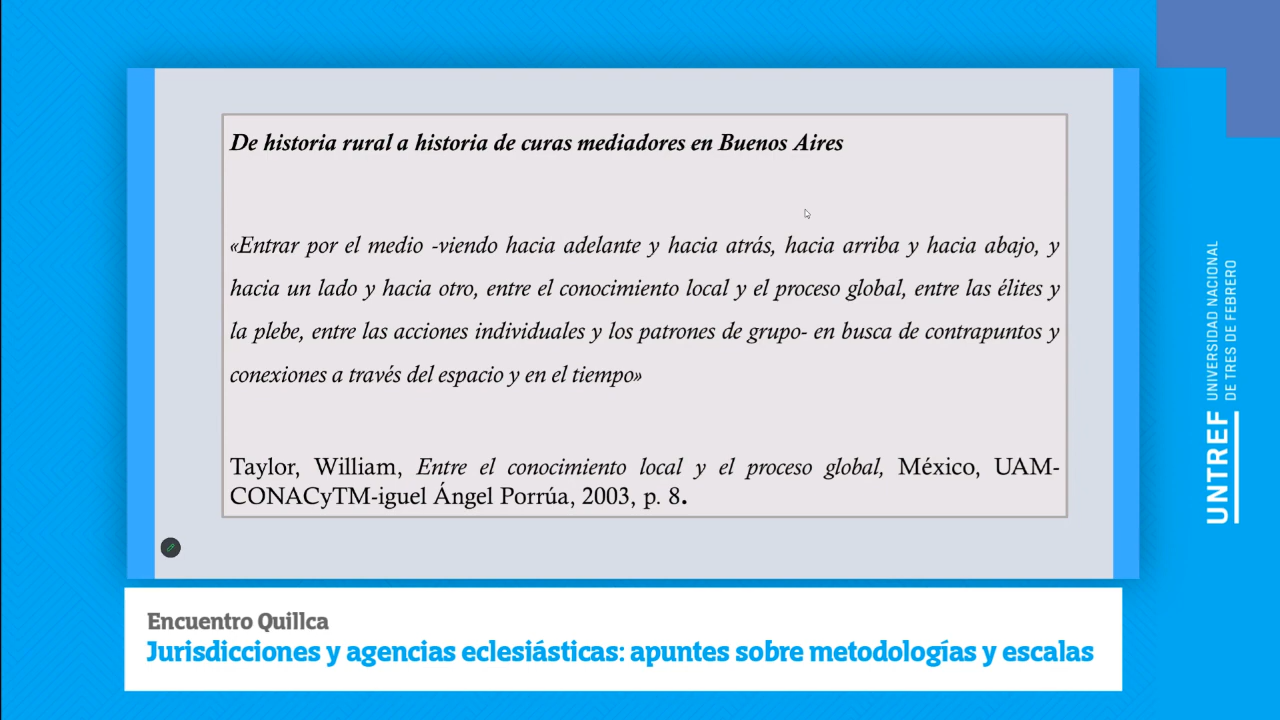 De historia rural a historia de curas mediadores en Buenos Aires
«Entrar por el medio -viendo hacia adelante y hacia atrás, hacia arriba y hacia abajo, y
hacia un lado y hacia otro, entre el conocimiento local y el proceso global, entre las élites y
la plebe, entre las acciones individuales y los patrones de grupo- en busca de contrapuntos y
conexiones a través del espacio y en el tiempo»
Taylor, William, Entre el conocimiento local y el proceso global, México, UAM-
CONACyTM-iguel Ángel Porrúa, 2003, p. 8.
UNTREF
UNIVERSIDAD NACIONAL
DE TRES DE FEBRERO
Encuentro Quillca
Jurisdicciones y agencias eclesiásticas: apuntes sobre metodologías y escalas